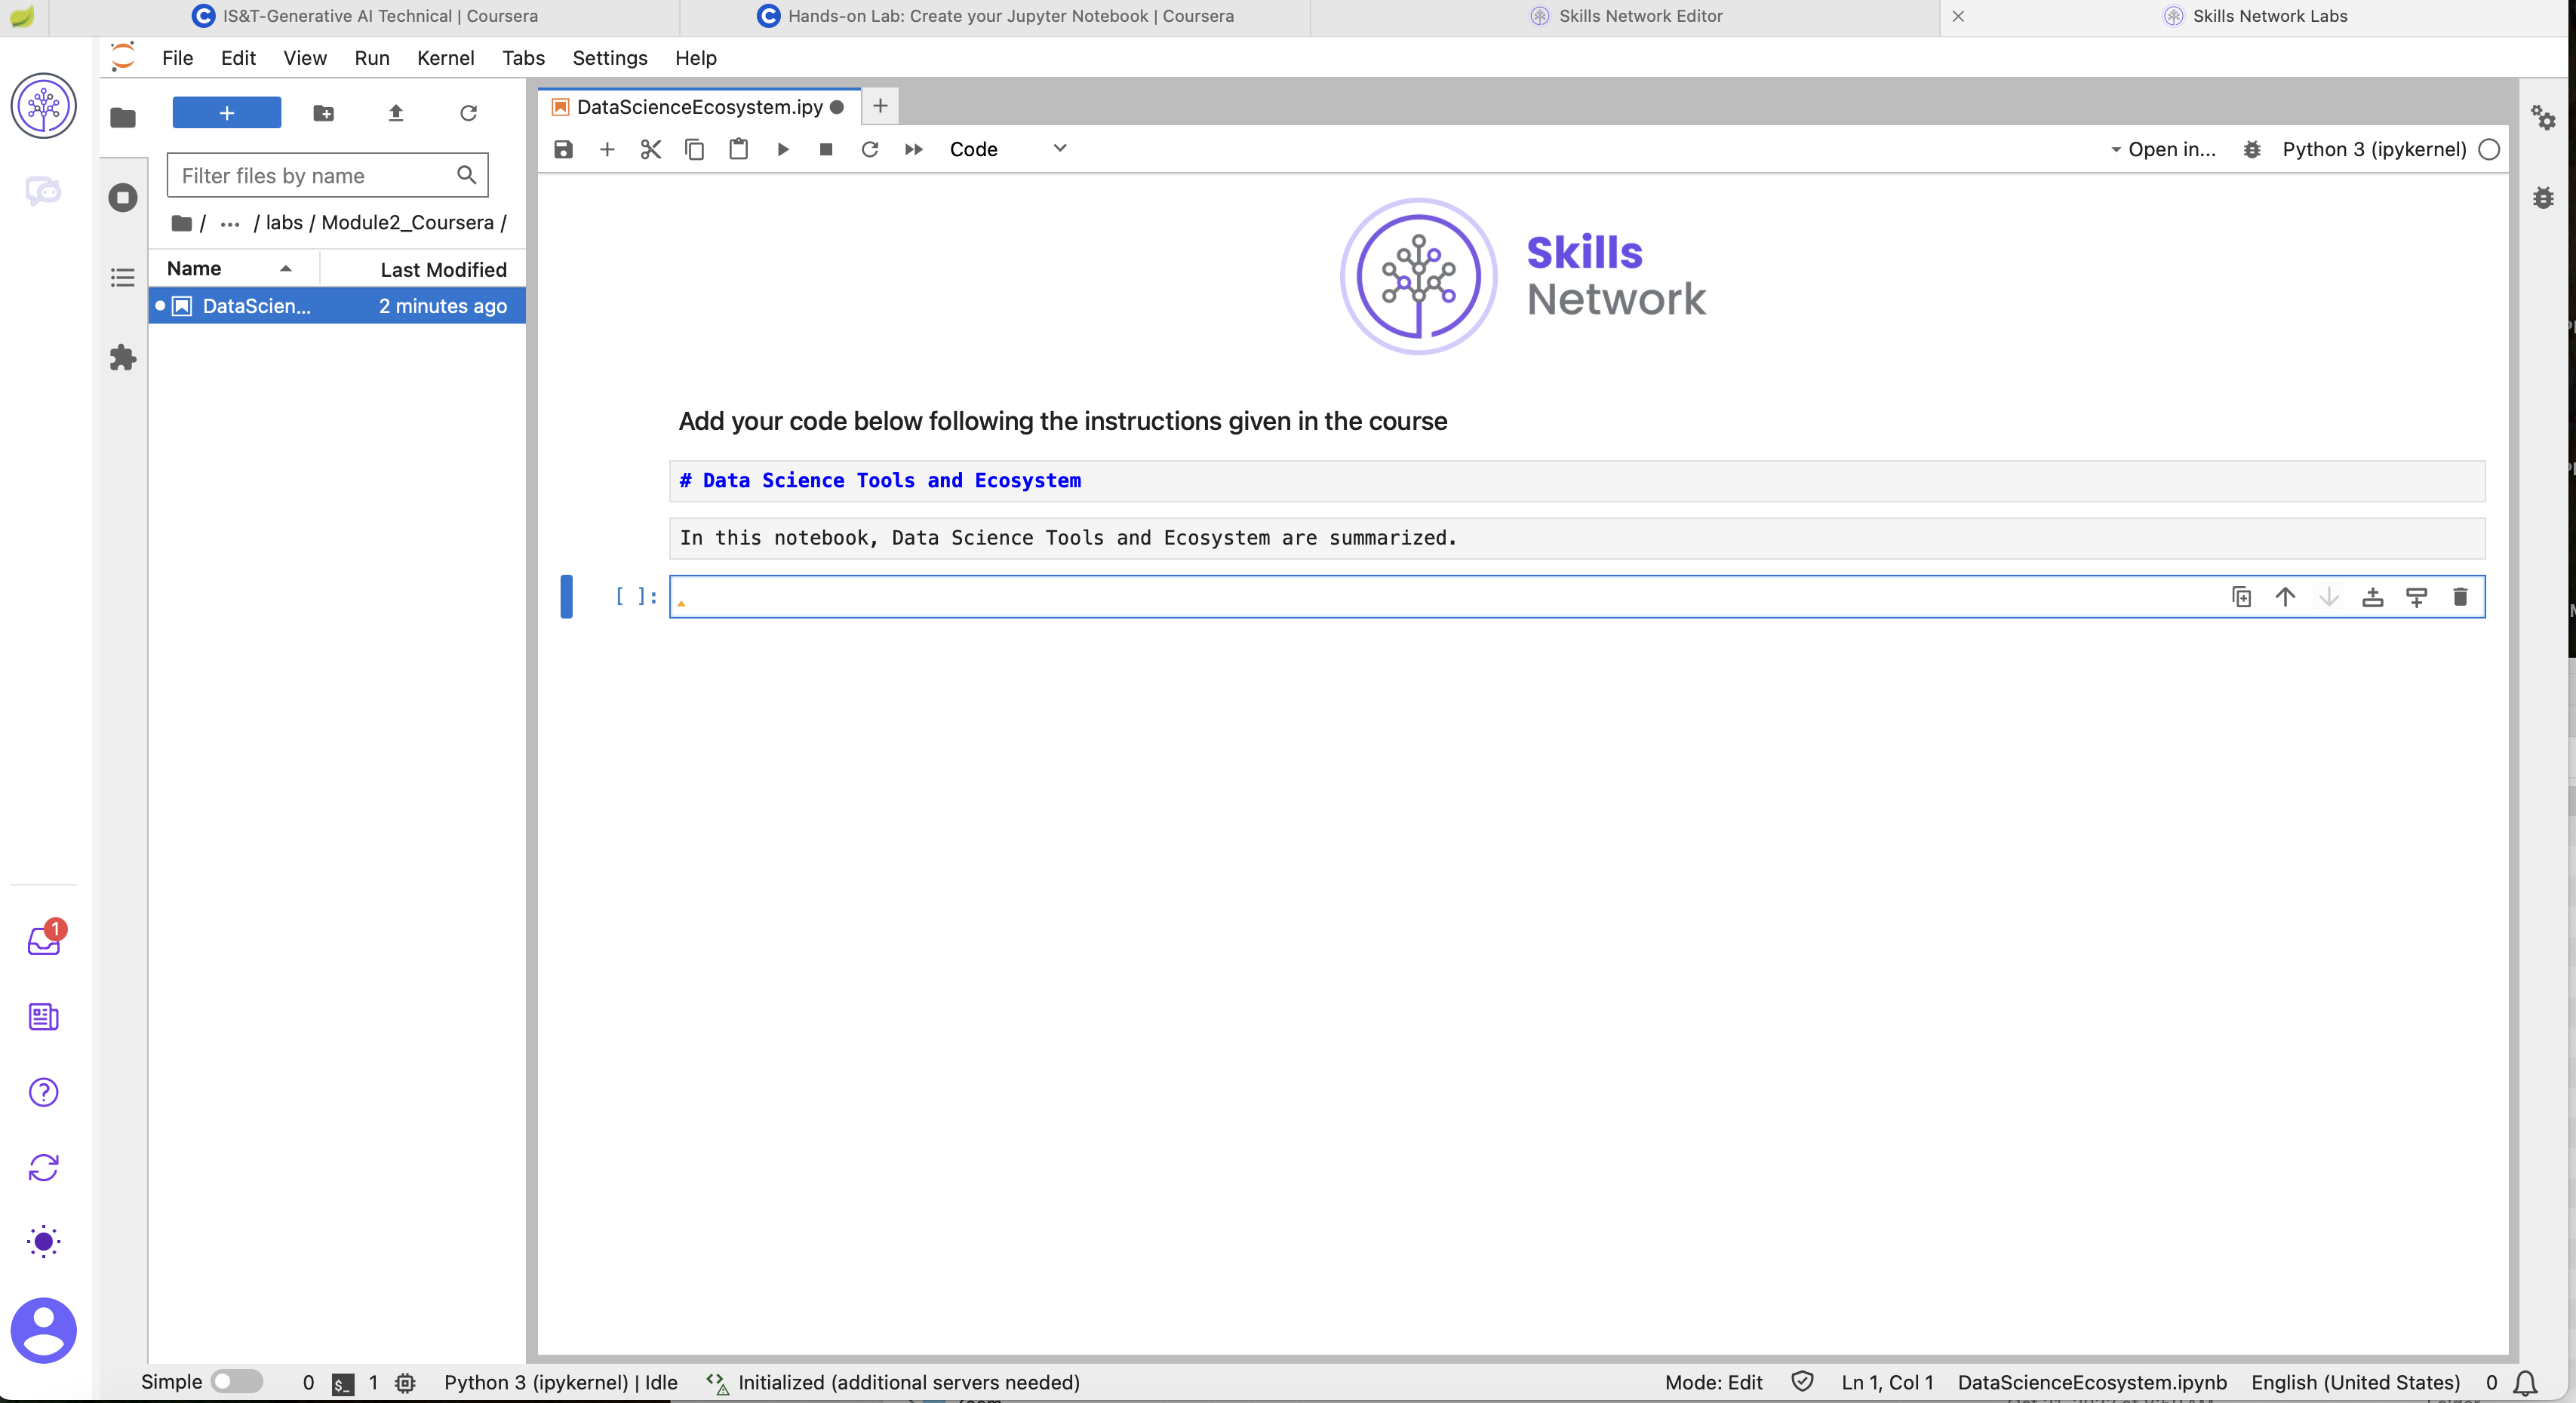 IS&T-Generative AI Technical | Coursera
Hands-on Lab: Create your Jupyter Notebook | Coursera
Skills Network Editor
Skills Network Labs
File Edit View Run Kernel Tabs Settings Help
DataScienceEcosystem.ipy
Code
Open in...
Python 3 (ipykernel)
Filter files by name
/ ... / labs / Module2_Coursera /
Name Last Modified
DataScien... 2 minutes ago
Skills
Network
Add your code below following the instructions given in the course
# Data Science Tools and Ecosystem
In this notebook, Data Science Tools and Ecosystem are summarized.
[ ]:
1
Simple 0 $_ 1 Python 3 (ipykernel) | Idle Initialized (additional servers needed) Mode: Edit Ln 1, Col 1 DataScienceEcosystem.ipynb English (United States) 0